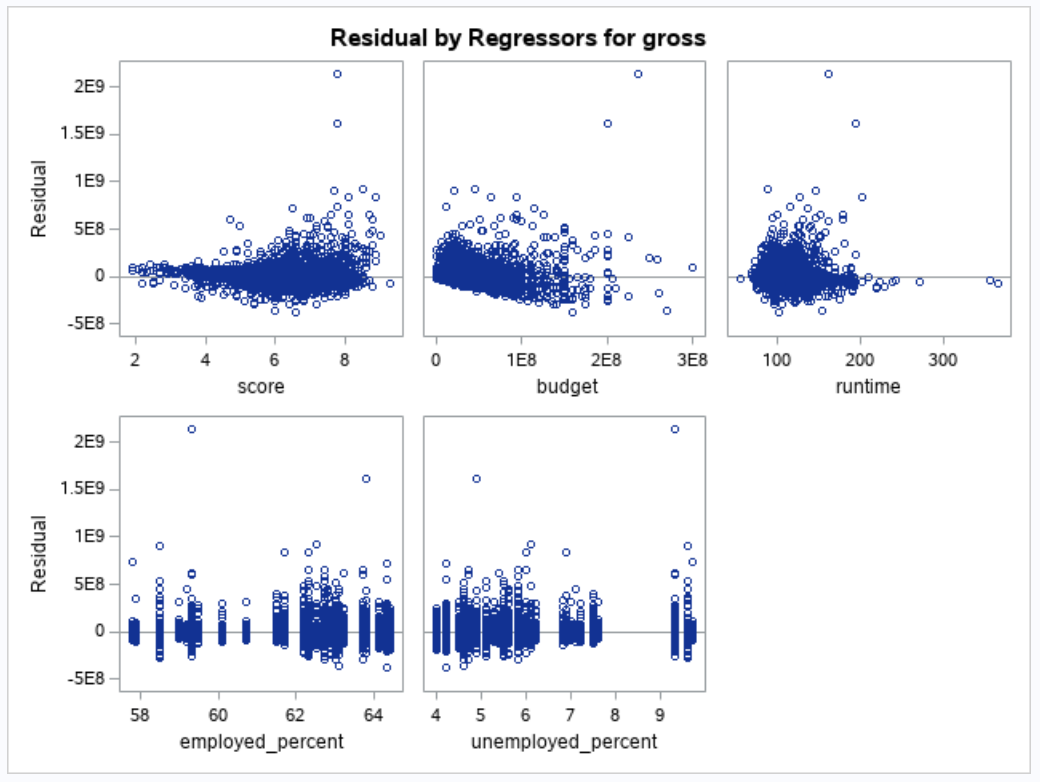 Residual by Regressors for gross
2E9
1.5E9
1E9
5E8
0
-5E8
Residual
2 4 6 8
score
0 1E8 2E8 3E8
budget
100 200 300
runtime
2E9
1.5E9
1E9
5E8
0
-5E8
Residual
58 60 62 64
employed_percent
4 5 6 7 8 9
unemployed_percent